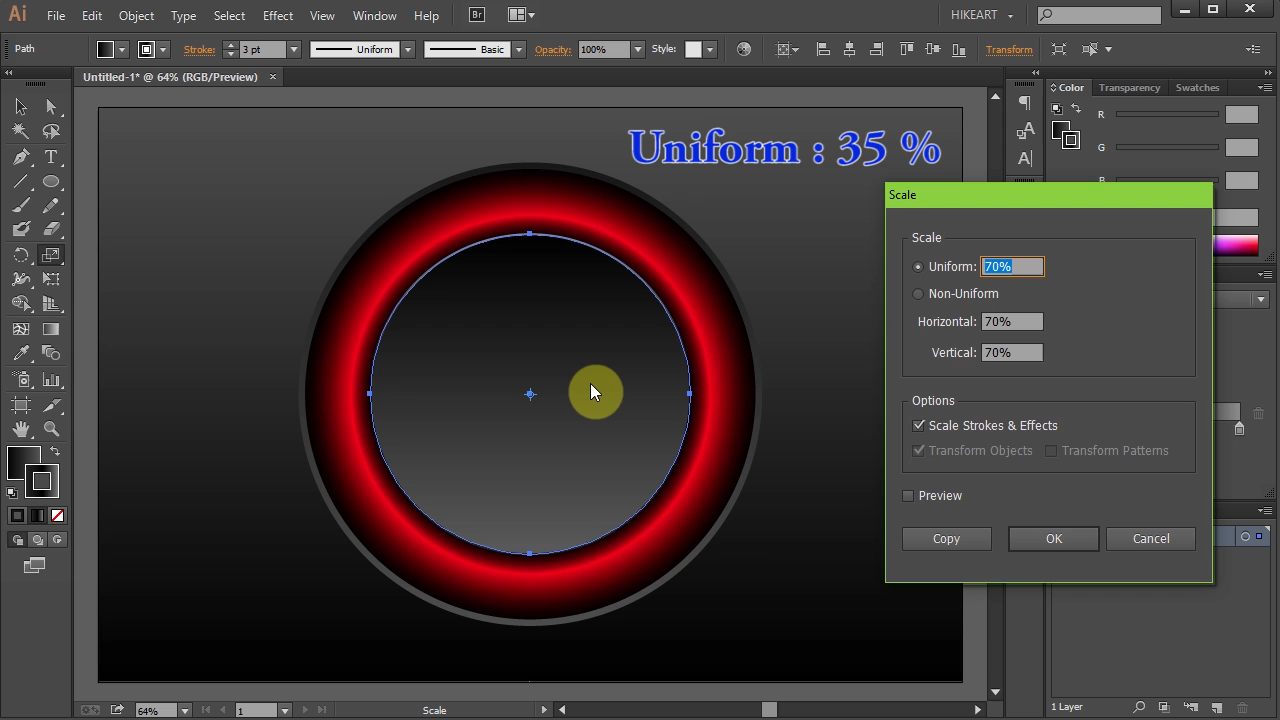 Ai File Edit Object Type Select Effect View Window Help Br HIKEART
Path Stroke: 3 pt Uniform Basic Opacity: 100% Style: Transform
Untitled-1* @ 64% (RGB/Preview) ×
Color Transparency Swatches
R
G
B
Uniform : 35 %
Scale
Scale
Uniform: 70%
Non-Uniform
Horizontal: 70%
Vertical: 70%
Options
Scale Strokes & Effects
Transform Objects Transform Patterns
Preview
Copy OK Cancel
64% 1 Scale
1 Layer